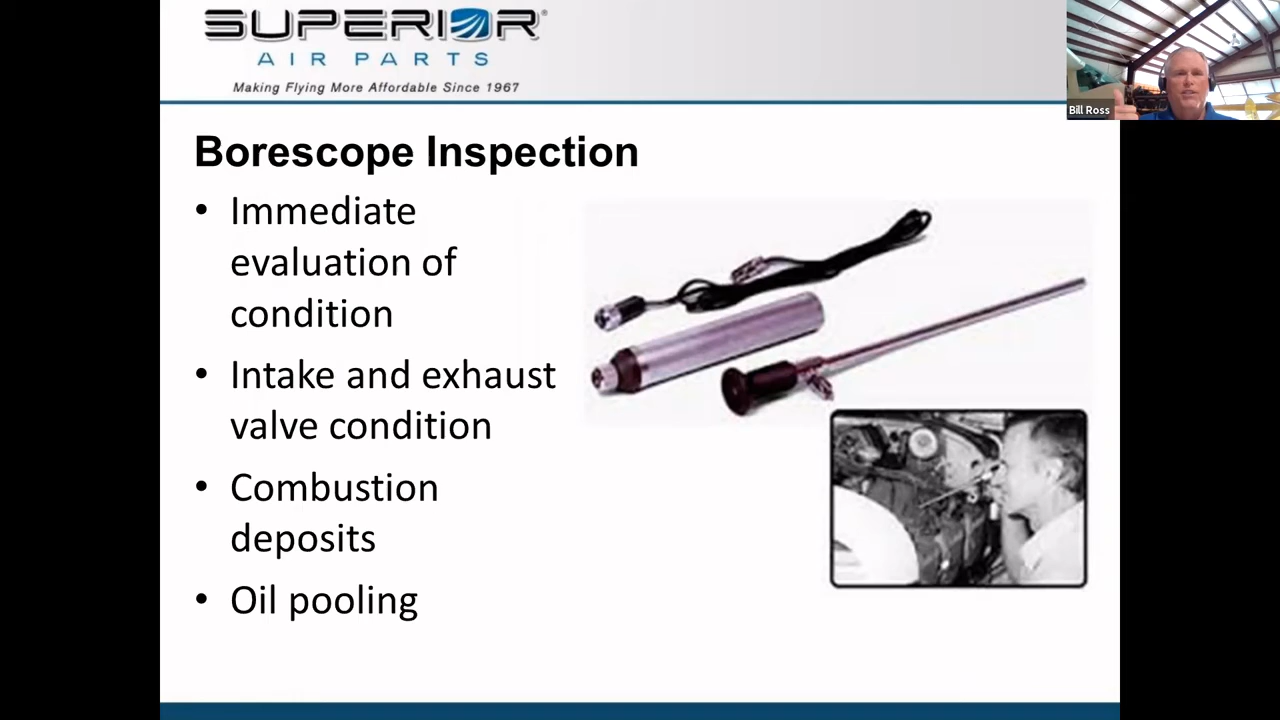 SUPERIOR®
AIR PARTS
Making Flying More Affordable Since 1967
Bill Ross
Borescope Inspection
• Immediate
evaluation of
condition
• Intake and exhaust
valve condition
• Combustion
deposits
• Oil pooling